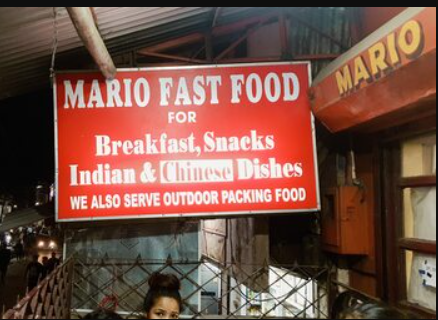 MARIO FAST FOOD
FOR
Breakfast, Snacks
Indian & Chinese Dishes
WE ALSO SERVE OUTDOOR PACKING FOOD
MARIO